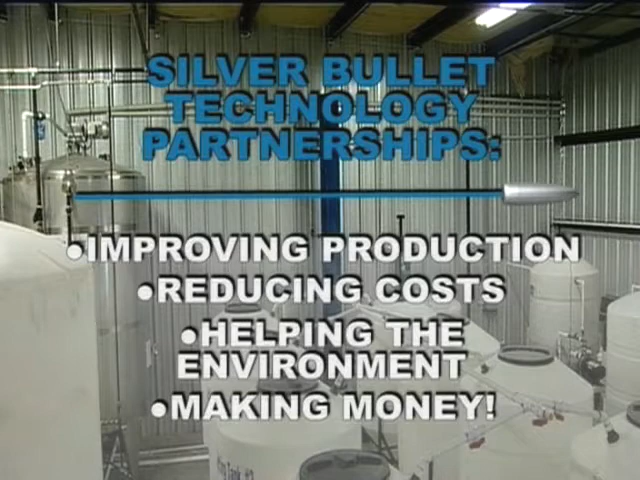 SILVER BULLET
TECHNOLOGY
PARTNERSHIPS:
•IMPROVING PRODUCTION
•REDUCING COSTS
•HELPING THE
ENVIRONMENT
•MAKING MONEY!